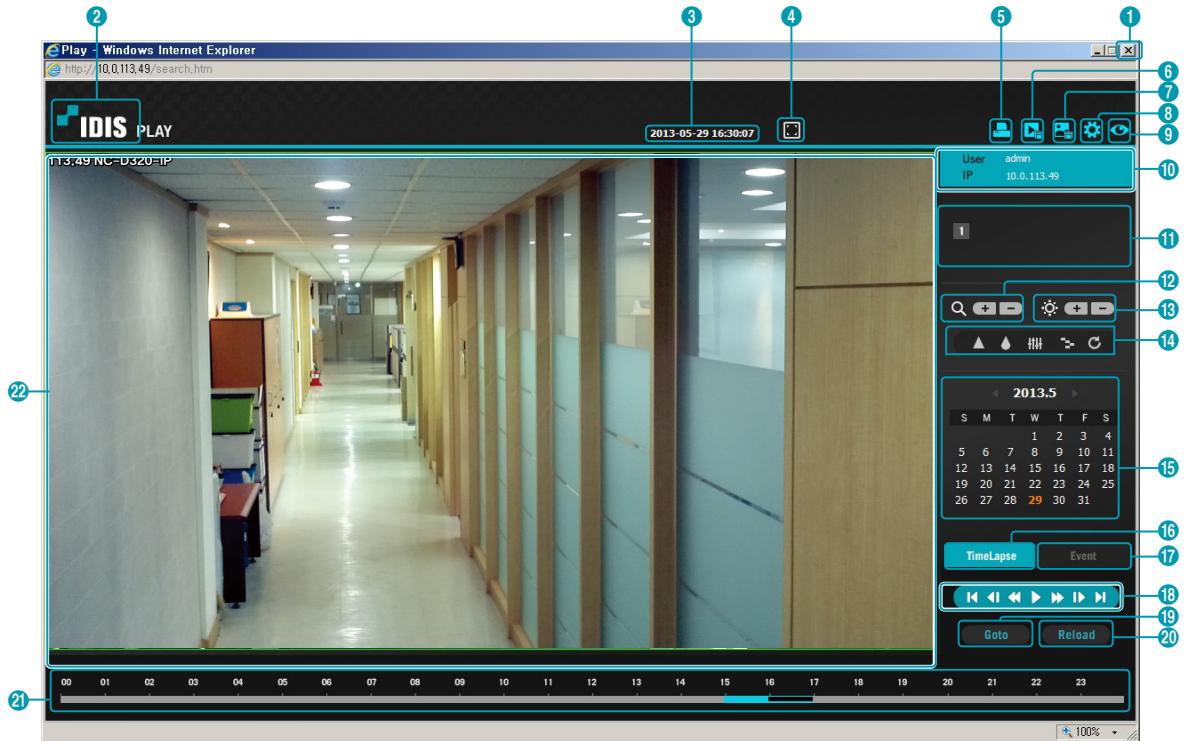 2 3 4 5 1
Play - Windows Internet Explorer
http://10,0,113,49/search,htm
6
7
8
9
IDIS PLAY
2013-05-29 16:30:07
113,49 NC-D320-IP
User admin
IP 10.0.113.49
10
1
11
12
13
14
22
2013.5
S M T W T F S
1 2 3 4
5 6 7 8 9 10 11
12 13 14 15 16 17 18
19 20 21 22 23 24 25
26 27 28 29 30 31
15
16
TimeLapse Event
17
18
19
Goto Reload
20
00 01 02 03 04 05 06 07 08 09 10 11 12 13 14 15 16 17 18 19 20 21 22 23
21
100%